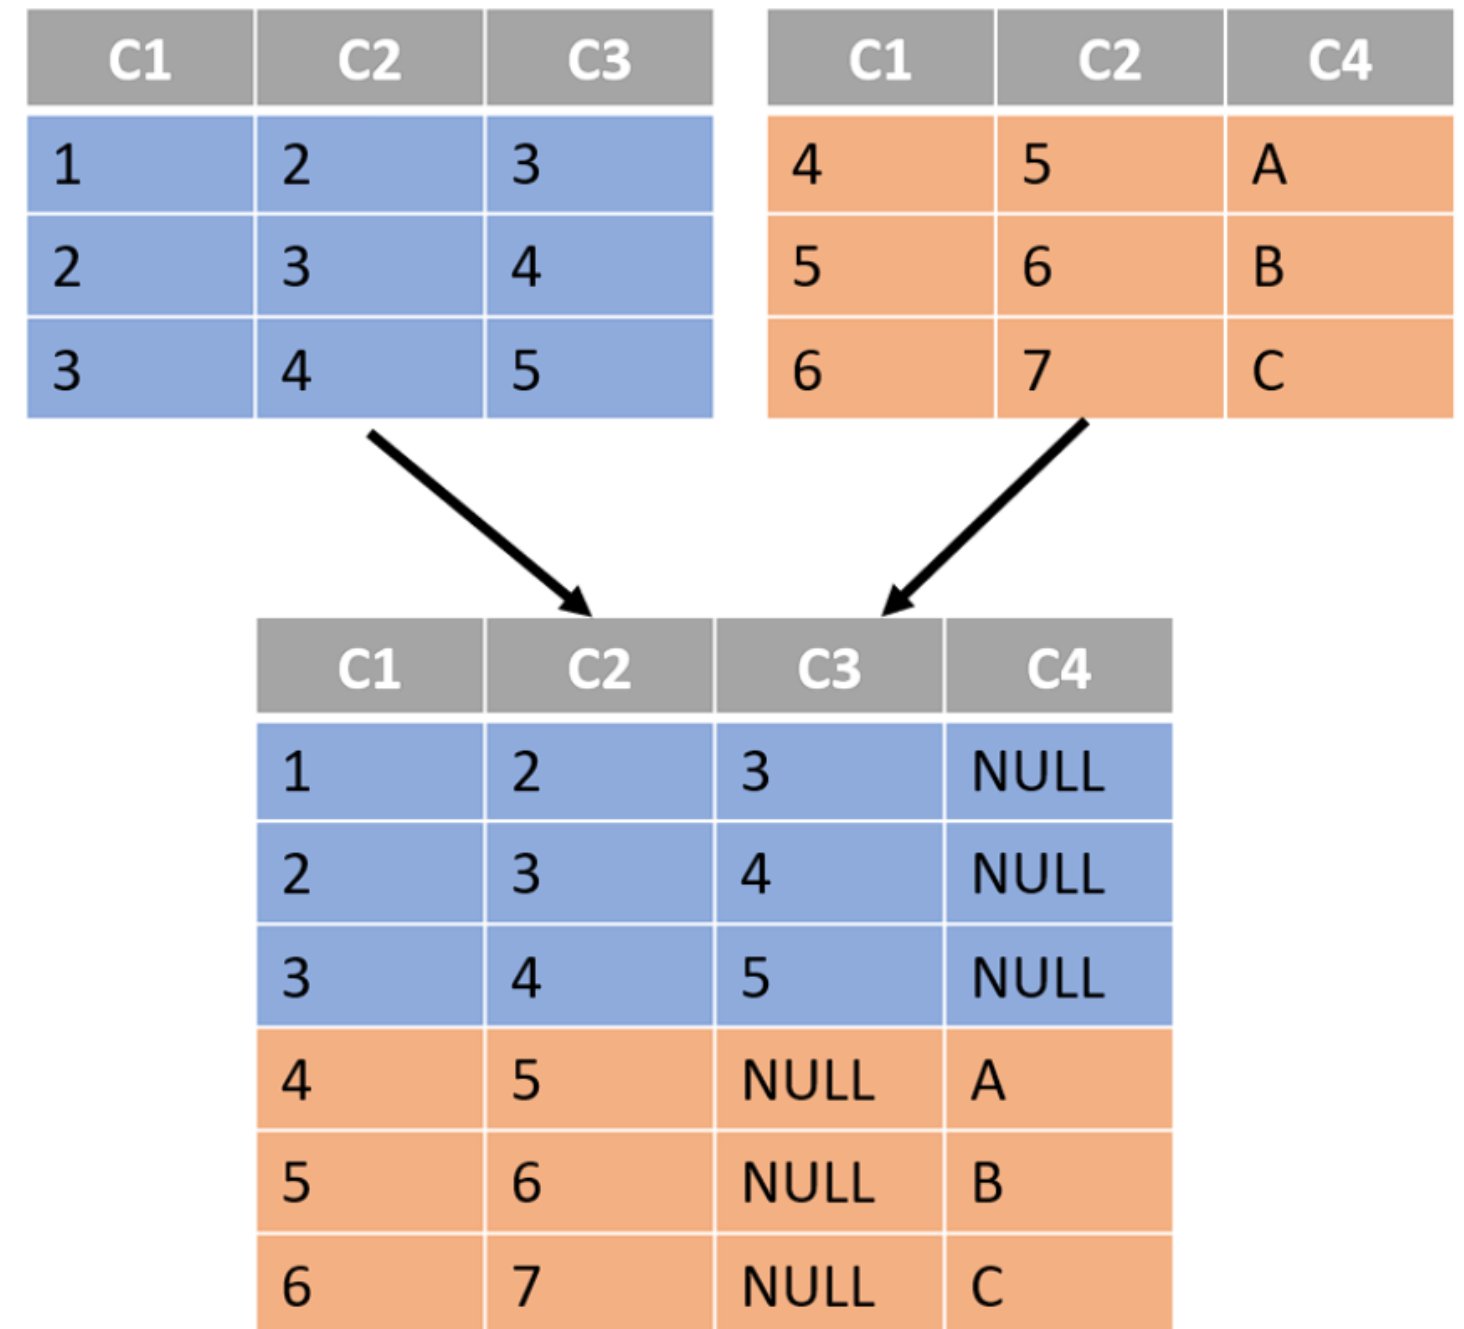 C1 C2 C3
1 2 3
2 3 4
3 4 5
C1 C2 C4
4 5 A
5 6 B
6 7 C
C1 C2 C3 C4
1 2 3 NULL
2 3 4 NULL
3 4 5 NULL
4 5 NULL A
5 6 NULL B
6 7 NULL C